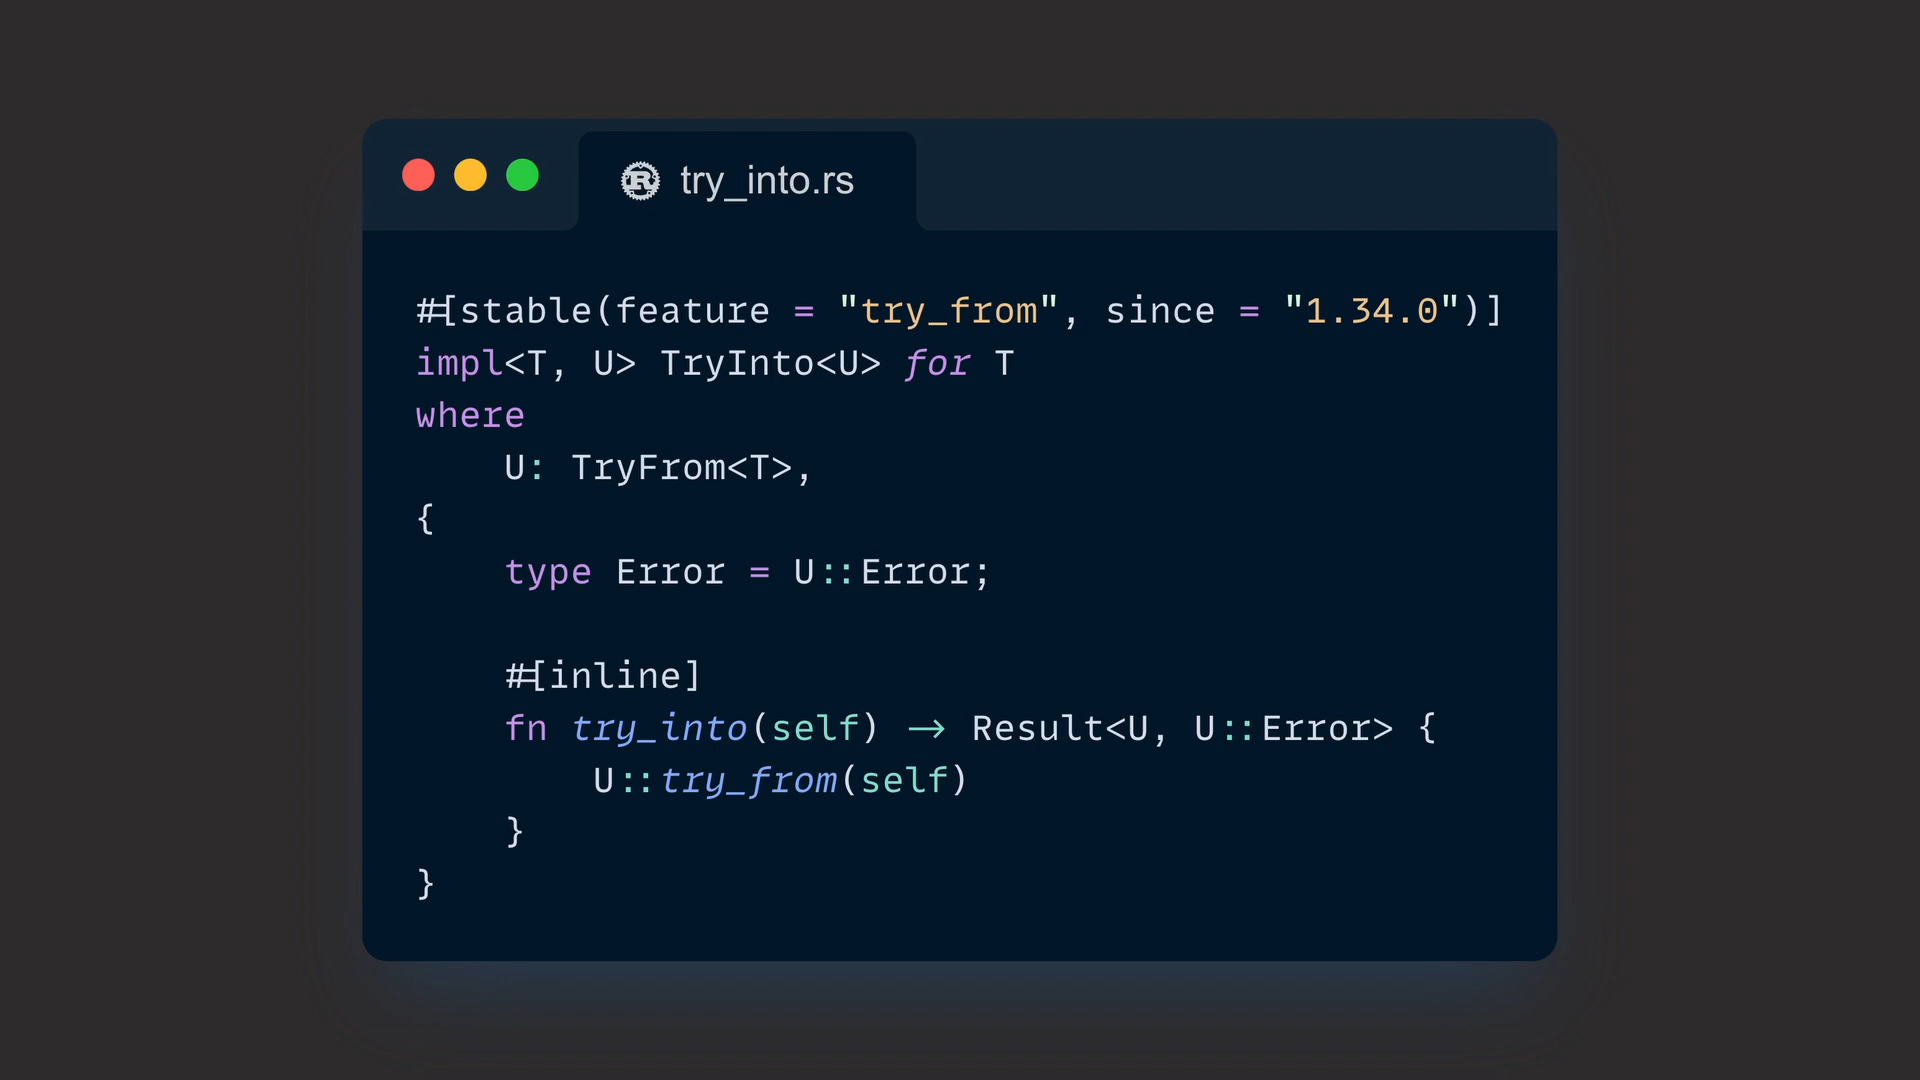 try_into.rs
#[stable(feature = "try_from", since = "1.34.0")]
impl<T, U> TryInto<U> for T
where
    U: TryFrom<T>,
{
    type Error = U::Error;
    #[inline]
    fn try_into(self) -> Result<U, U::Error> {
        U::try_from(self)
    }
}